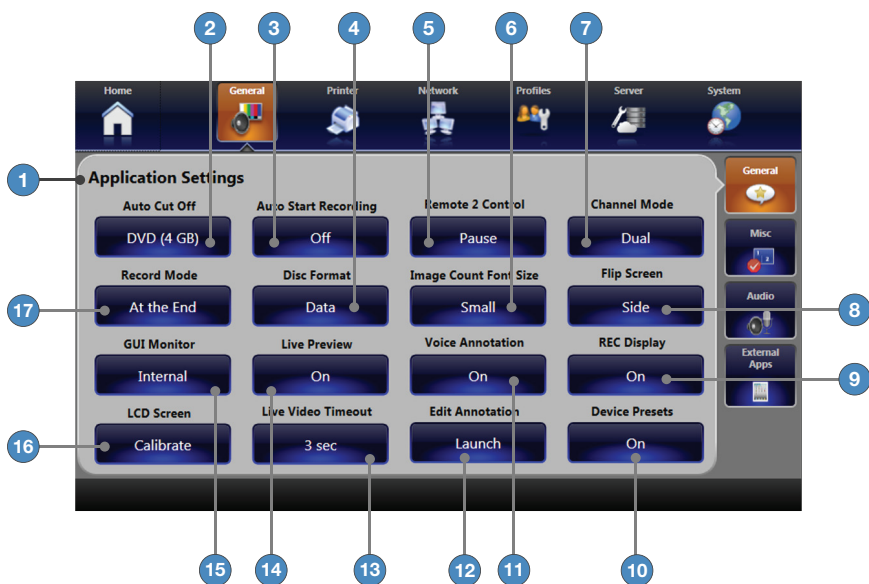 2 3 4 5 6 7
Home General Printer Network Profiles Server System
1
Application Settings
General
Auto Cut Off Auto Start Recording Remote 2 Control Channel Mode
DVD (4 GB) Off Pause Dual
Misc
1 2
Record Mode Disc Format Image Count Font Size Flip Screen
17 At the End Data Small Side 8
Audio
GUI Monitor Live Preview Voice Annotation REC Display
Internal On On On 9
External
Apps
LCD Screen Live Video Timeout Edit Annotation Device Presets
16 Calibrate 3 sec Launch On
15 14 13 12 11 10